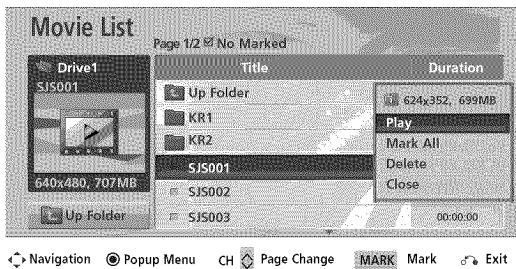 Movie List
Page 1/2 No Marked
Drive1
SJS001
640x480, 707MB
Up Folder
Title Duration
Up Folder
KR1
KR2
SJS001
SJS002
SJS003 00:00:00
624x352, 699MB
Play
Mark All
Delete
Close
Navigation Popup Menu CH Page Change MARK Mark Exit